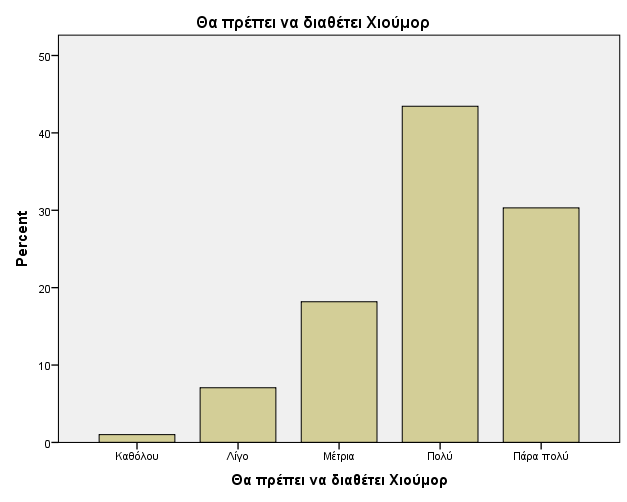 Θα πρέπει να διαθέτει Χιούμορ
50
40
30
20
10
0
Percent
Καθόλου
Λίγο
Μέτρια
Πολύ
Πάρα πολύ
Θα πρέπει να διαθέτει Χιούμορ